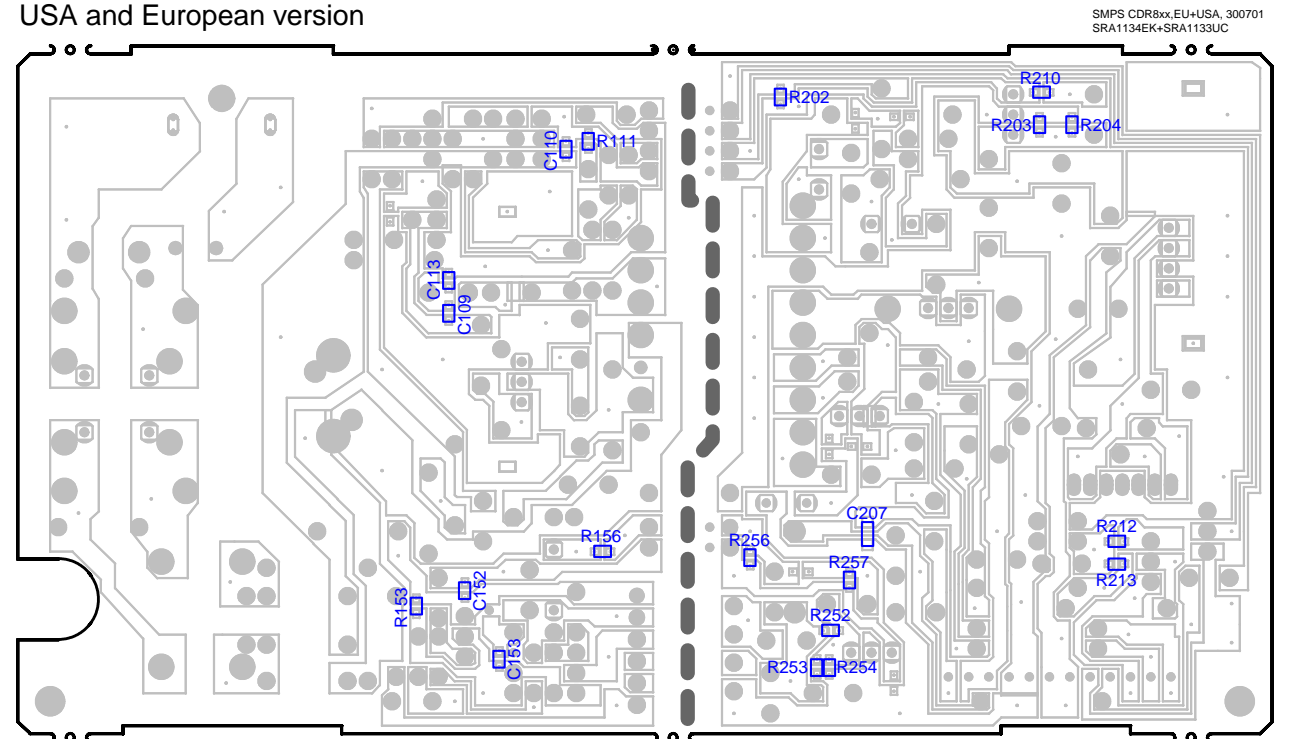 USA and European version
SMPS CDR8xx,EU+USA, 300701
SRA1134EK+SRA1133UC
R210
R202
R203
R204
C110
R111
C113
C109
C207
R156
R256
R212
R257
R213
R153
C152
R252
C153
R253
R254